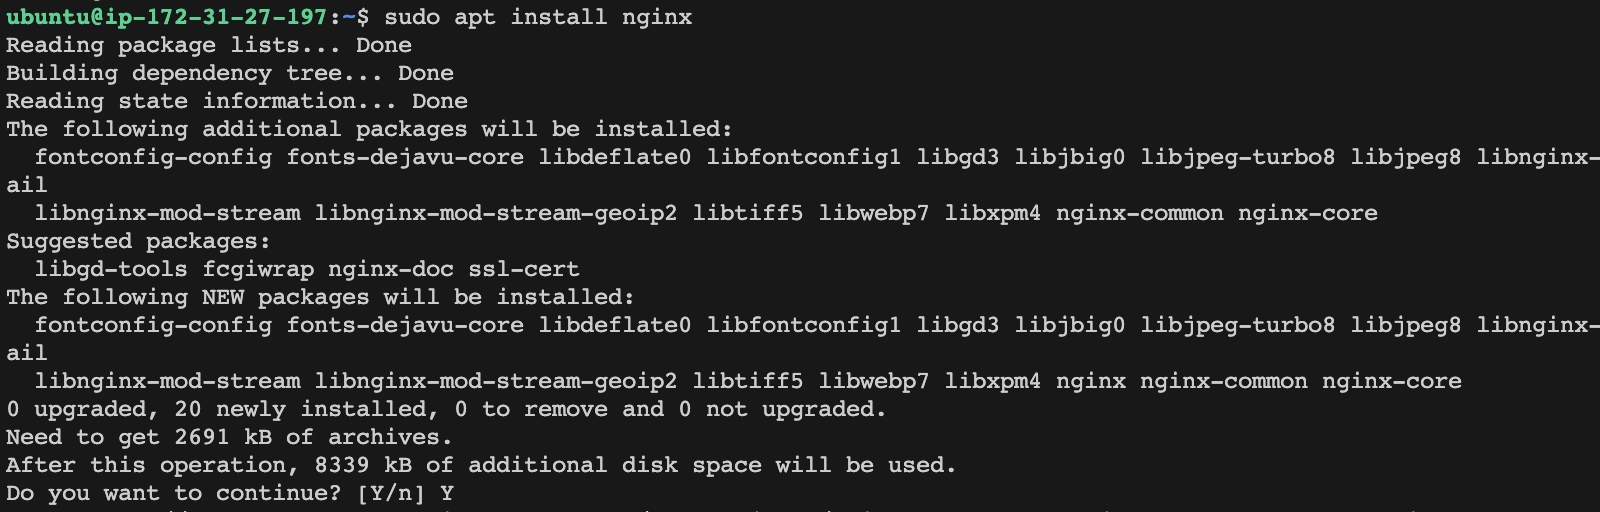 ubuntu@ip-172-31-27-197:~$ sudo apt install nginx
Reading package lists... Done
Building dependency tree... Done
Reading state information... Done
The following additional packages will be installed:
  fontconfig-config fonts-dejavu-core libdeflate0 libfontconfig1 libgd3 libjbig0 libjpeg-turbo8 libjpeg8 libnginx-
ail
  libnginx-mod-stream libnginx-mod-stream-geoip2 libtiff5 libwebp7 libxpm4 nginx-common nginx-core
Suggested packages:
  libgd-tools fcgiwrap nginx-doc ssl-cert
The following NEW packages will be installed:
  fontconfig-config fonts-dejavu-core libdeflate0 libfontconfig1 libgd3 libjbig0 libjpeg-turbo8 libjpeg8 libnginx-
ail
  libnginx-mod-stream libnginx-mod-stream-geoip2 libtiff5 libwebp7 libxpm4 nginx nginx-common nginx-core
0 upgraded, 20 newly installed, 0 to remove and 0 not upgraded.
Need to get 2691 kB of archives.
After this operation, 8339 kB of additional disk space will be used.
Do you want to continue? [Y/n] Y